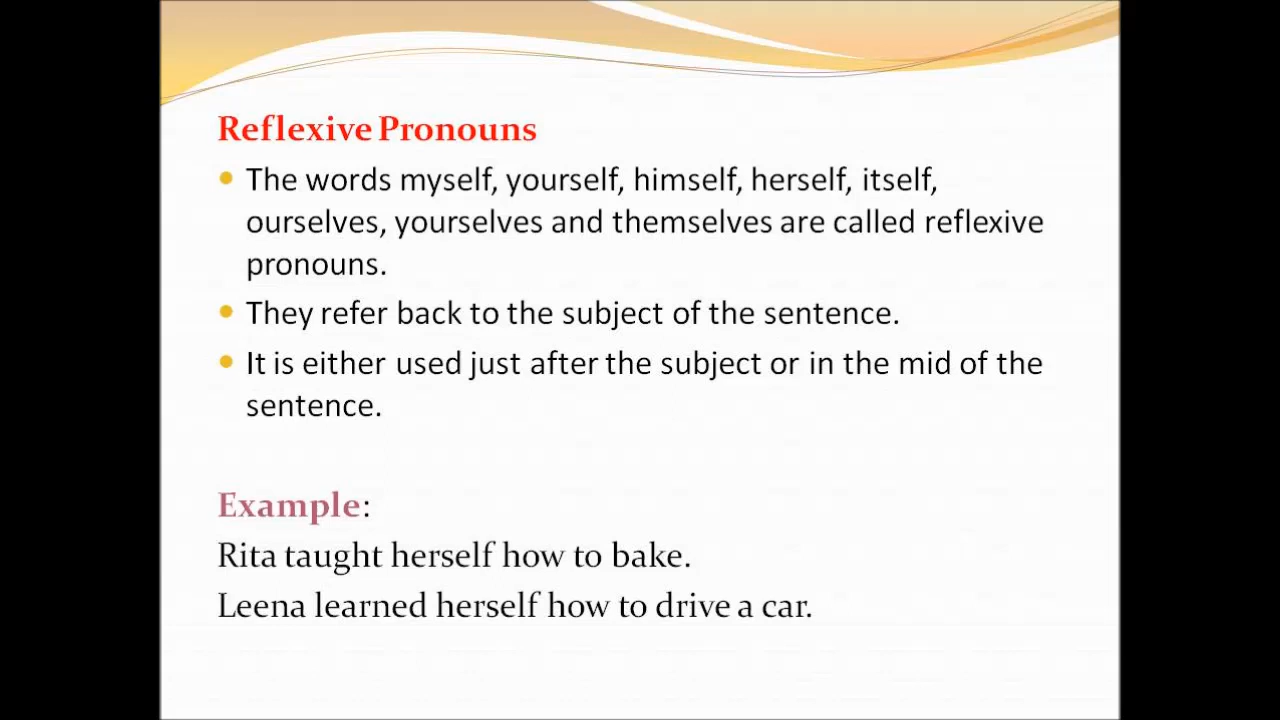 Reflexive Pronouns
The words myself, yourself, himself, herself, itself,
ourselves, yourselves and themselves are called reflexive
pronouns.
They refer back to the subject of the sentence.
It is either used just after the subject or in the mid of the
sentence.
Example:
Rita taught herself how to bake.
Leena learned herself how to drive a car.